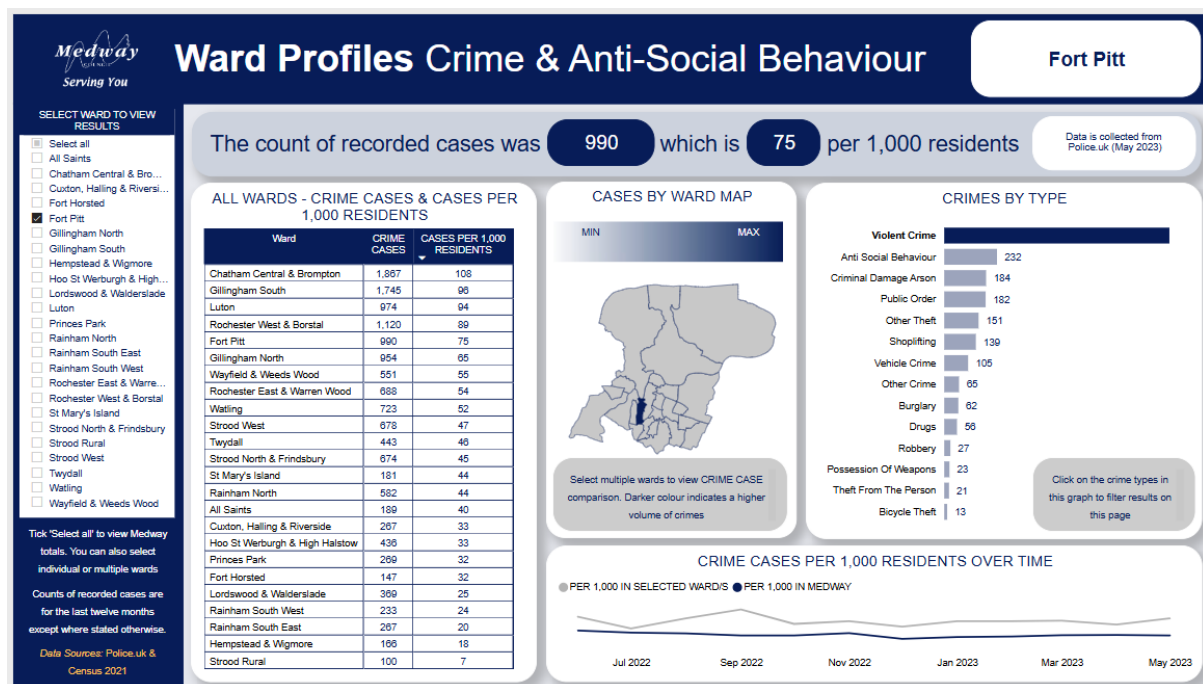 Medway
COUNCIL
Serving You
Ward Profiles Crime & Anti-Social Behaviour
Fort Pitt
SELECT WARD TO VIEW
RESULTS
Select all
All Saints
Chatham Central & Bro...
Cuxton, Halling & Riversi...
Fort Horsted
Fort Pitt
Gillingham North
Gillingham South
Hempstead & Wigmore
Hoo St Werburgh & High...
Lordswood & Walderslade
Luton
Princes Park
Rainham North
Rainham South East
Rainham South West
Rochester East & Warre...
Rochester West & Borstal
St Mary's Island
Strood North & Frindsbury
Strood Rural
Strood West
Twydall
Watling
Wayfield & Weeds Wood
Tick 'Select all' to view Medway
totals. You can also select
individual or multiple wards
Counts of recorded cases are
for the last twelve months
except where stated otherwise.
Data Sources: Police.uk &
Census 2021
The count of recorded cases was 990 which is 75 per 1,000 residents
Data is collected from
Police.uk (May 2023)
ALL WARDS - CRIME CASES & CASES PER
1,000 RESIDENTS
Ward CRIME CASES CASES PER 1,000 RESIDENTS
Chatham Central & Brompton 1,867 108
Gillingham South 1,745 96
Luton 974 94
Rochester West & Borstal 1,120 89
Fort Pitt 990 75
Gillingham North 954 65
Wayfield & Weeds Wood 551 55
Rochester East & Warren Wood 688 54
Watling 723 52
Strood West 678 47
Twydall 443 46
Strood North & Frindsbury 674 45
St Mary's Island 181 44
Rainham North 582 44
All Saints 189 40
Cuxton, Halling & Riverside 267 33
Hoo St Werburgh & High Halstow 436 33
Princes Park 269 32
Fort Horsted 147 32
Lordswood & Walderslade 369 25
Rainham South West 233 24
Rainham South East 267 20
Hempstead & Wigmore 166 18
Strood Rural 100 7
CASES BY WARD MAP
MIN MAX
Select multiple wards to view CRIME CASE
comparison. Darker colour indicates a higher
volume of crimes
CRIMES BY TYPE
Violent Crime
Anti Social Behaviour 232
Criminal Damage Arson 184
Public Order 182
Other Theft 151
Shoplifting 139
Vehicle Crime 105
Other Crime 65
Burglary 62
Drugs 56
Robbery 27
Possession Of Weapons 23
Theft From The Person 21
Bicycle Theft 13
Click on the crime types in
this graph to filter results on
this page
CRIME CASES PER 1,000 RESIDENTS OVER TIME
PER 1,000 IN SELECTED WARD/S PER 1,000 IN MEDWAY
Jul 2022 Sep 2022 Nov 2022 Jan 2023 Mar 2023 May 2023